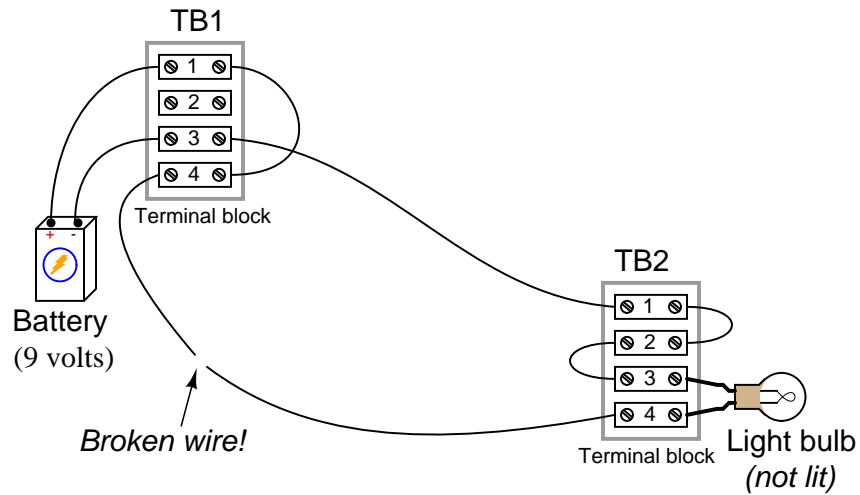 TB1
1
2
3
4
Terminal block
+ -
Battery
(9 volts)
Broken wire!
TB2
1
2
3
4
Terminal block
Light bulb
(not lit)